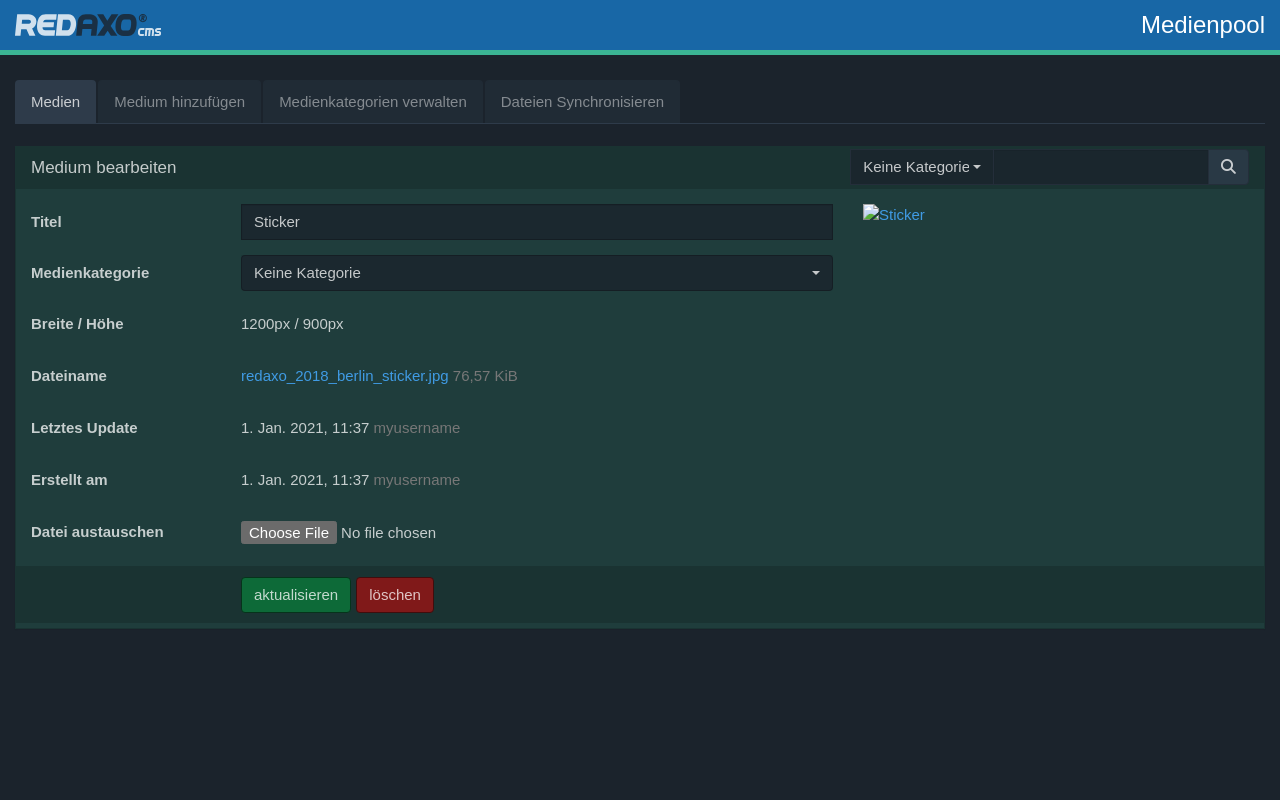 REDAXO® cms
Medienpool
Medien Medium hinzufügen Medienkategorien verwalten Dateien Synchronisieren
Medium bearbeiten Keine Kategorie
Titel Sticker Sticker
Medienkategorie Keine Kategorie
Breite / Höhe 1200px / 900px
Dateiname redaxo_2018_berlin_sticker.jpg 76,57 KiB
Letztes Update 1. Jan. 2021, 11:37 myusername
Erstellt am 1. Jan. 2021, 11:37 myusername
Datei austauschen Choose File No file chosen
aktualisieren löschen